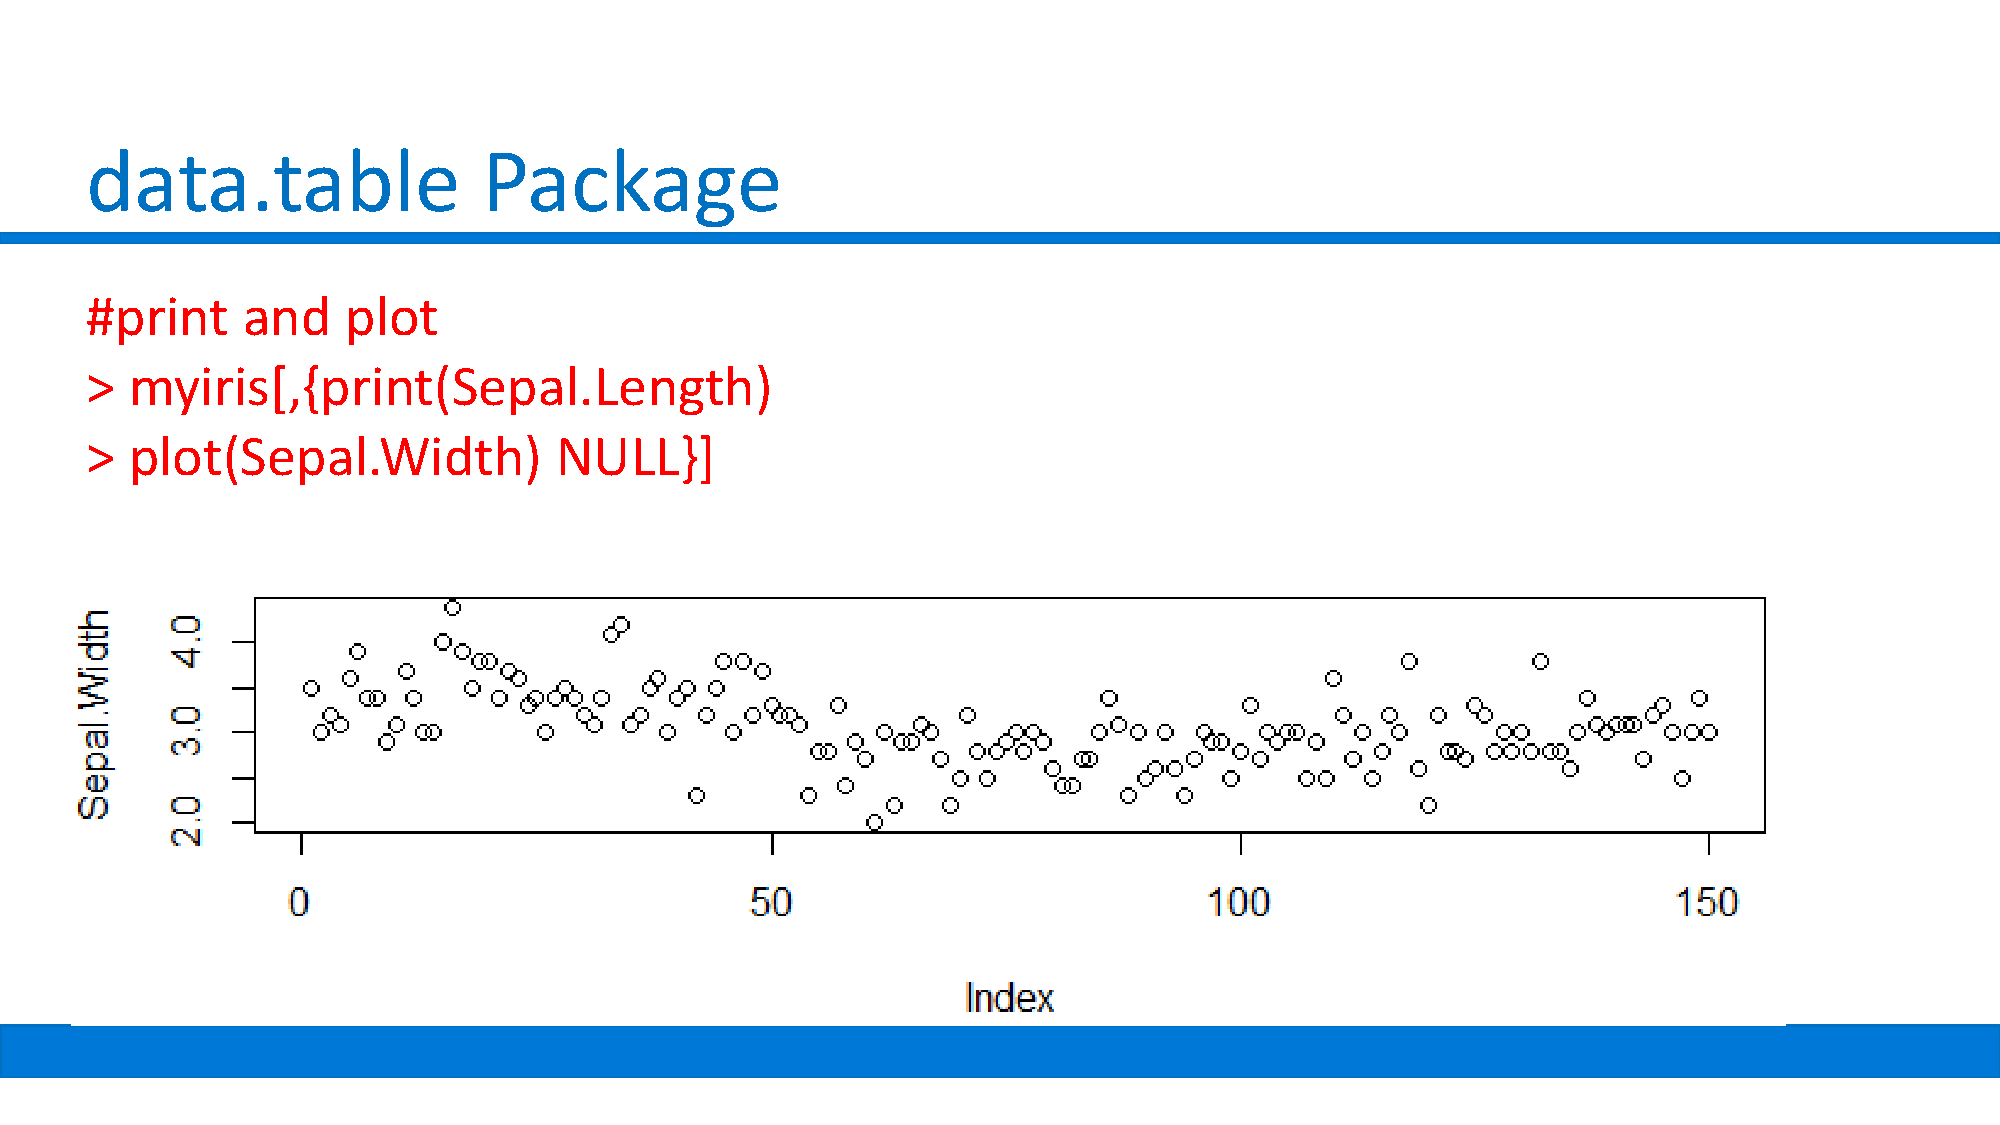 data.table Package
#print and plot
> myiris[,{print(Sepal.Length)
> plot(Sepal.Width) NULL}]
Sepal.Width
4.0
3.0
2.0
0 50 100 150
Index